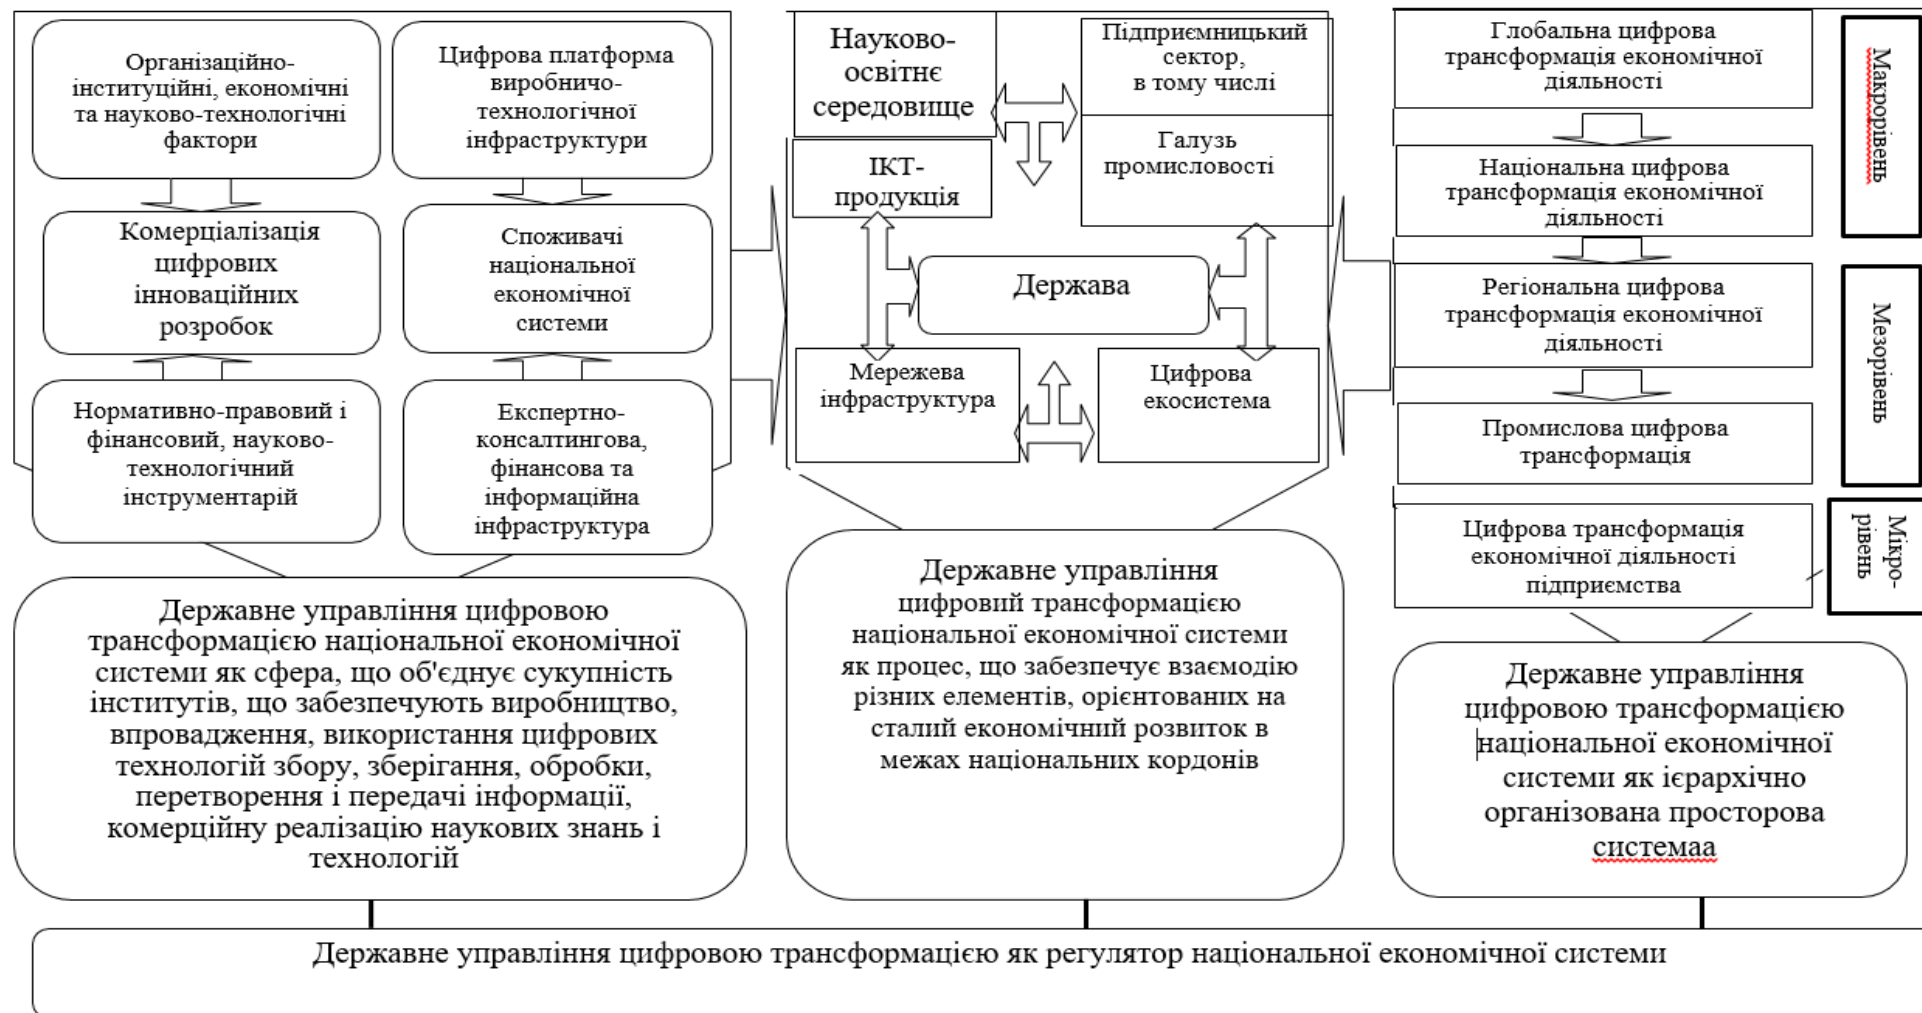 Організаційно-
інституційні, економічні
та науково-технологічні
фактори
Цифрова платформа
виробничо-
технологічної
інфраструктури
Комерціалізація
цифрових
інноваційних
розробок
Споживачі
національної
економічної
системи
Нормативно-правовий і
фінансовий, науково-
технологічний
інструментарій
Експертно-
консалтингова,
фінансова та
інформаційна
інфраструктура
Державне управління цифровою
трансформацією національної економічної
системи як сфера, що об'єднує сукупність
інститутів, що забезпечують виробництво,
впровадження, використання цифрових
технологій збору, зберігання, обробки,
перетворення і передачі інформації,
комерційну реалізацію наукових знань і
технологій
Науково-
освітнє
середовище
Підприємницький
сектор,
в тому числі
Галузь
промисловості
ІКТ-
продукція
Держава
Мережева
інфраструктура
Цифрова
екосистема
Державне управління
цифровий трансформацією
національної економічної системи
як процес, що забезпечує взаємодію
різних елементів, орієнтованих на
сталий економічний розвиток в
межах національних кордонів
Глобальна цифрова
трансформація економічної
діяльності
Національна цифрова
трансформація економічної
діяльності
Макрорівень
Регіональна цифрова
трансформація економічної
діяльності
Промислова цифрова
трансформація
Мезорівень
Цифрова трансформація
економічної діяльності
підприємства
Мікро-
рівень
Державне управління
цифровою трансформацією
національної економічної
системи як ієрархічно
організована просторова
системаа
Державне управління цифровою трансформацією як регулятор національної економічної системи